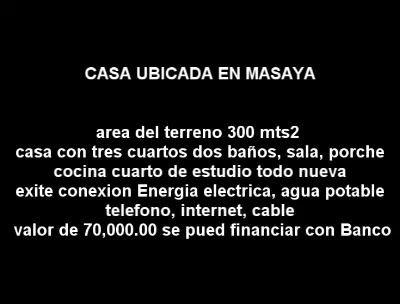 CASA UBICADA EN MASAYA
area del terreno 300 mts2
casa con tres cuartos dos baños, sala, porche
cocina cuarto de estudio todo nueva
exite conexion Energia electrica, agua potable
telefono, internet, cable
valor de 70,000.00 se pued financiar con Banco